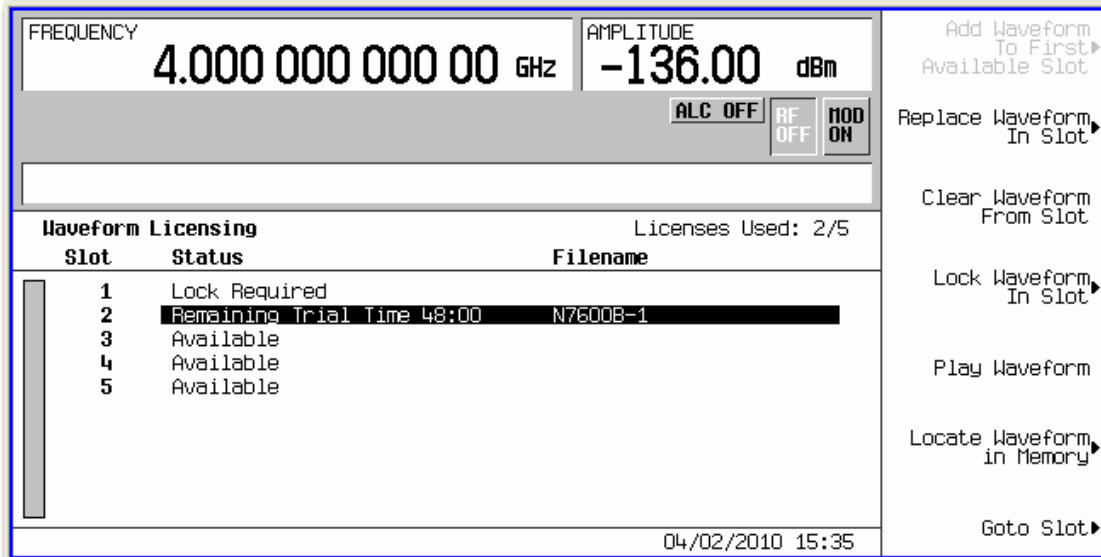 FREQUENCY
4.000 000 000 00 GHz
AMPLITUDE
-136.00 dBm
ALC OFF
RF OFF
MOD ON
Waveform Licensing
Licenses Used: 2/5
Slot Status Filename
1 Lock Required
2 Remaining Trial Time 48:00 N7600B-1
3 Available
4 Available
5 Available
04/02/2010 15:35
Add Waveform
To First
Available Slot
Replace Waveform
In Slot
Clear Waveform
From Slot
Lock Waveform
In Slot
Play Waveform
Locate Waveform
in Memory
Goto Slot